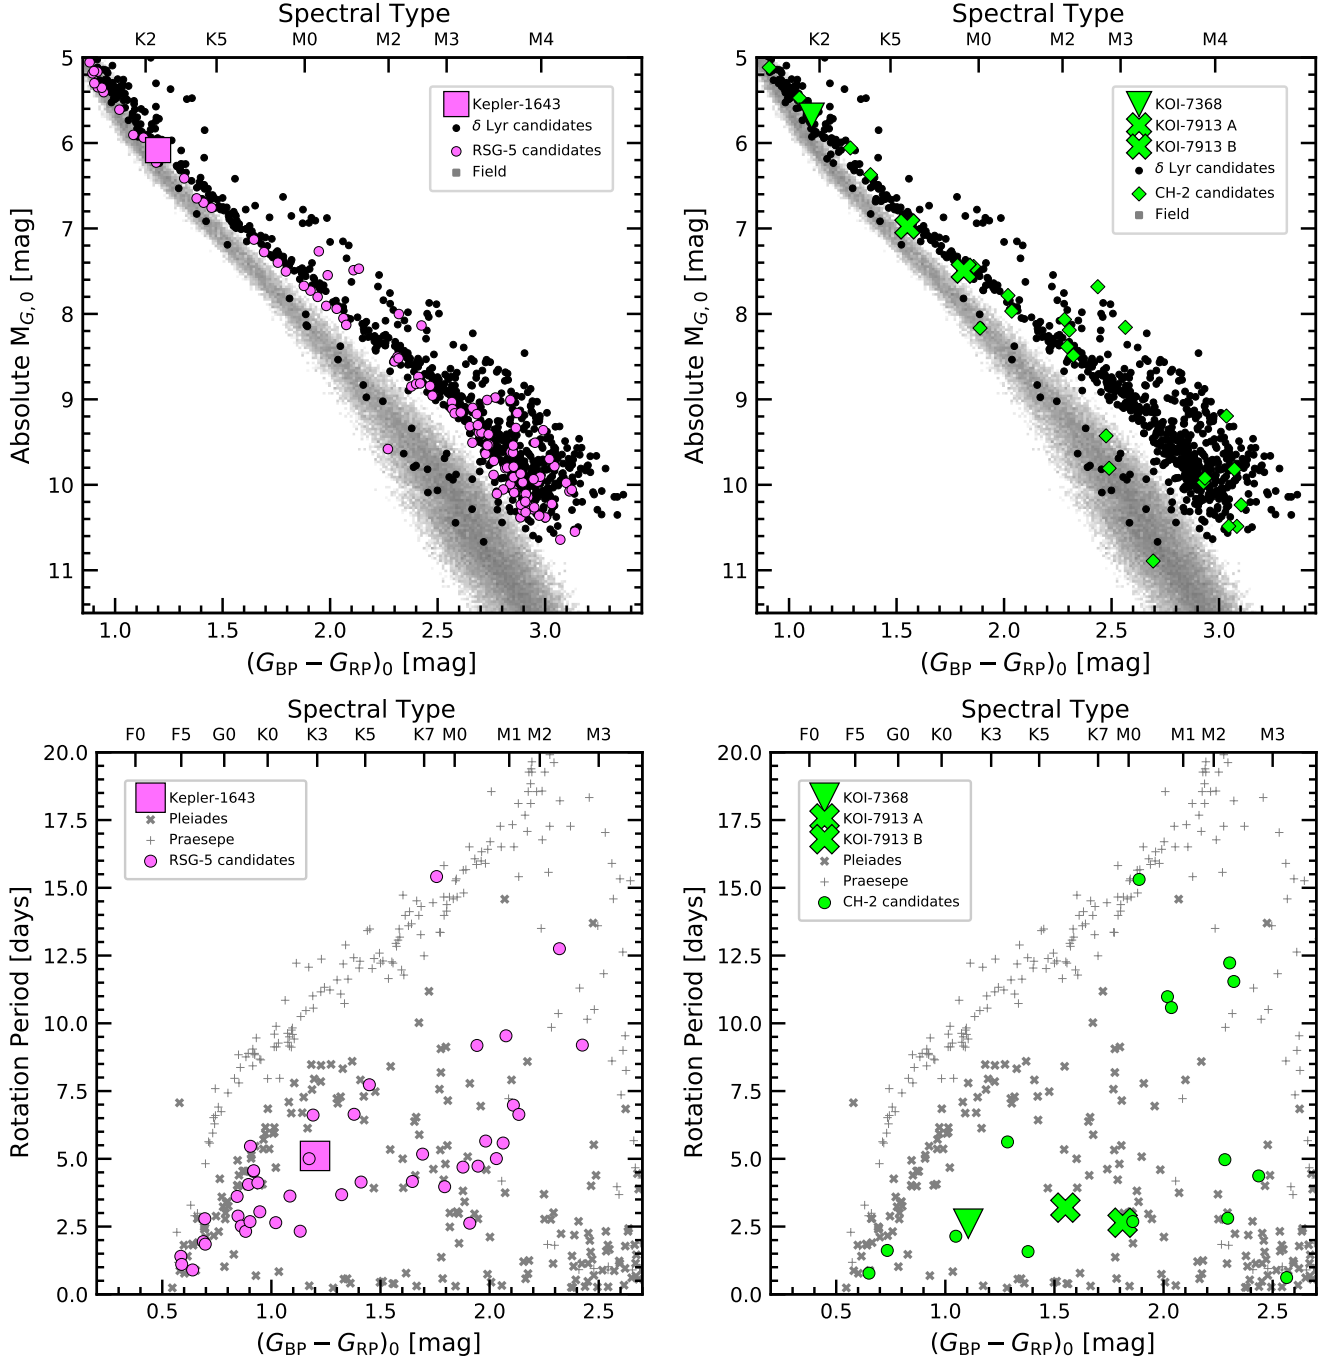 Spectral Type
K2 K5 M0 M2 M3 M4
5
6
7
8
9
10
11
Absolute M_{G, 0} [mag]
Kepler-1643
δ Lyr candidates
RSG-5 candidates
Field
1.0 1.5 2.0 2.5 3.0
(G_BP − G_RP)_0 [mag]
Spectral Type
K2 K5 M0 M2 M3 M4
5
6
7
8
9
10
11
Absolute M_{G, 0} [mag]
KOI-7368
KOI-7913 A
KOI-7913 B
δ Lyr candidates
CH-2 candidates
Field
1.0 1.5 2.0 2.5 3.0
(G_BP − G_RP)_0 [mag]
Spectral Type
F0 F5 G0 K0 K3 K5 K7 M0 M1 M2 M3
20.0
17.5
15.0
12.5
10.0
7.5
5.0
2.5
0.0
Rotation Period [days]
Kepler-1643
Pleiades
Praesepe
RSG-5 candidates
0.5 1.0 1.5 2.0 2.5
(G_BP − G_RP)_0 [mag]
Spectral Type
F0 F5 G0 K0 K3 K5 K7 M0 M1 M2 M3
20.0
17.5
15.0
12.5
10.0
7.5
5.0
2.5
0.0
Rotation Period [days]
KOI-7368
KOI-7913 A
KOI-7913 B
Pleiades
Praesepe
CH-2 candidates
0.5 1.0 1.5 2.0 2.5
(G_BP − G_RP)_0 [mag]